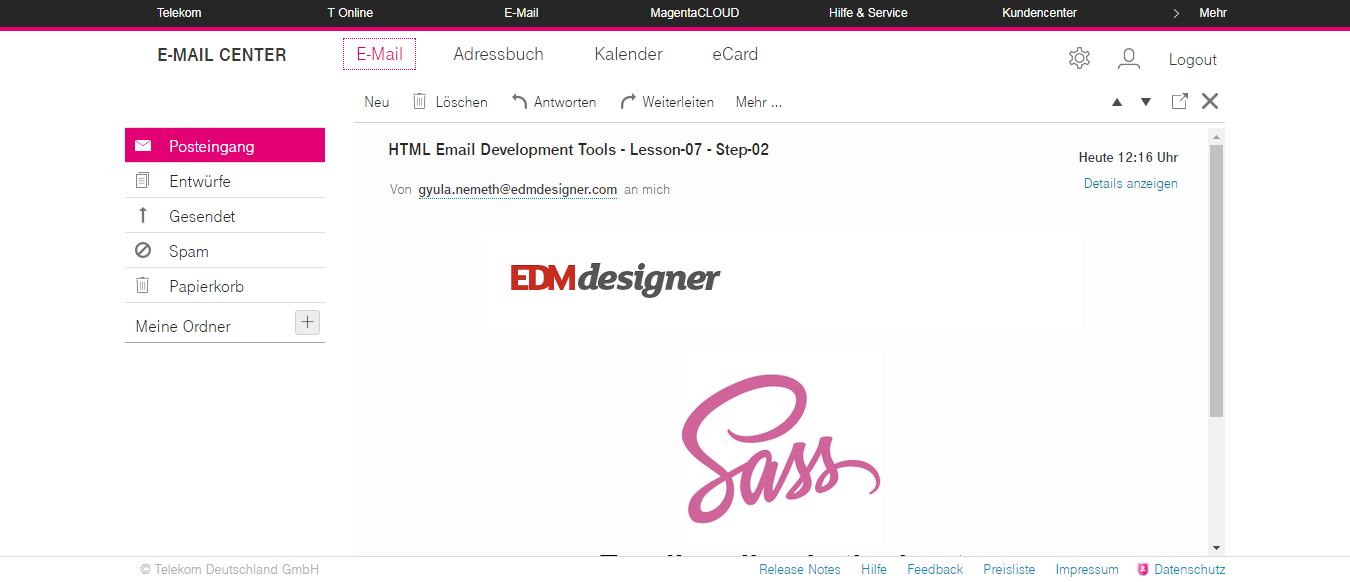 Telekom T Online E-Mail MagentaCLOUD Hilfe & Service Kundencenter Mehr
E-MAIL CENTER E-Mail Adressbuch Kalender eCard Logout
Neu Löschen Antworten Weiterleiten Mehr ...
Posteingang
Entwürfe
Gesendet
Spam
Papierkorb
Meine Ordner
HTML Email Development Tools - Lesson-07 - Step-02
Heute 12:16 Uhr
Von gyula.nemeth@edmdesigner.com an mich
Details anzeigen
EDMdesigner
Sass
© Telekom Deutschland GmbH Release Notes Hilfe Feedback Preisliste Impressum Datenschutz